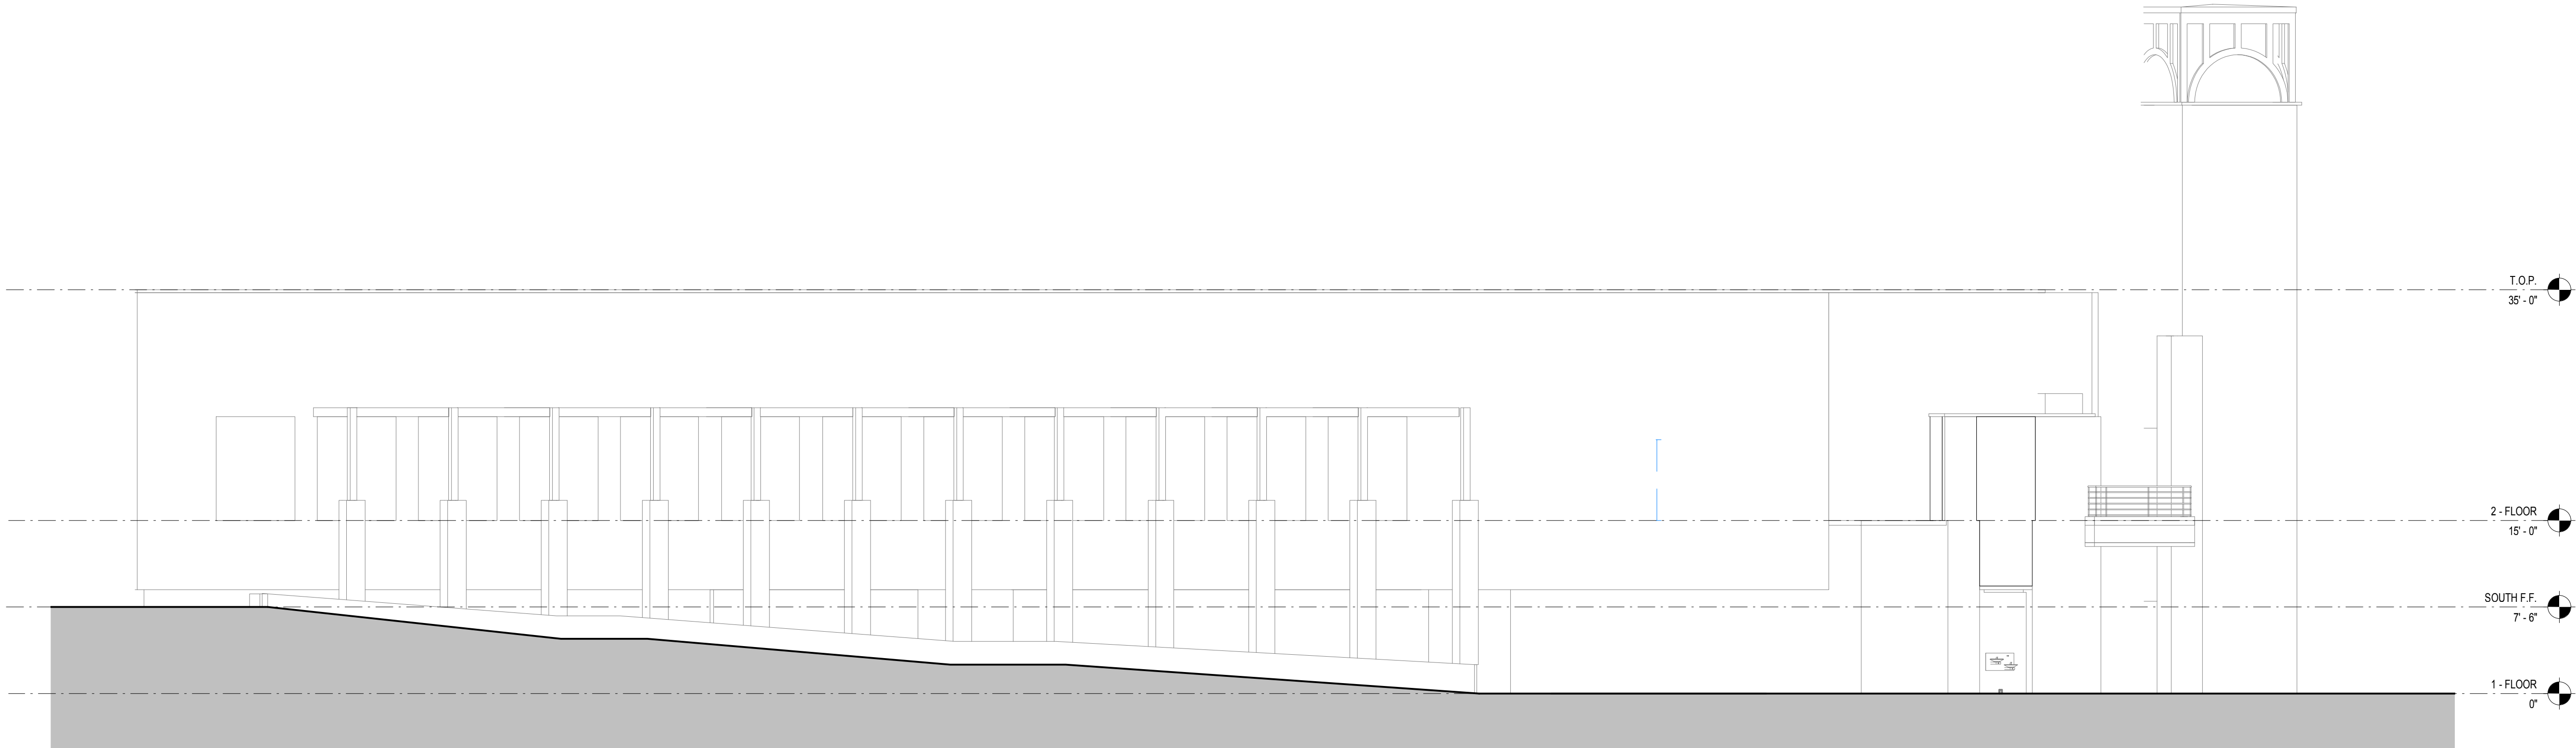 T.O.P.
35' - 0"
2 - FLOOR
15' - 0"
SOUTH F.F.
7' - 6"
1 - FLOOR
0"